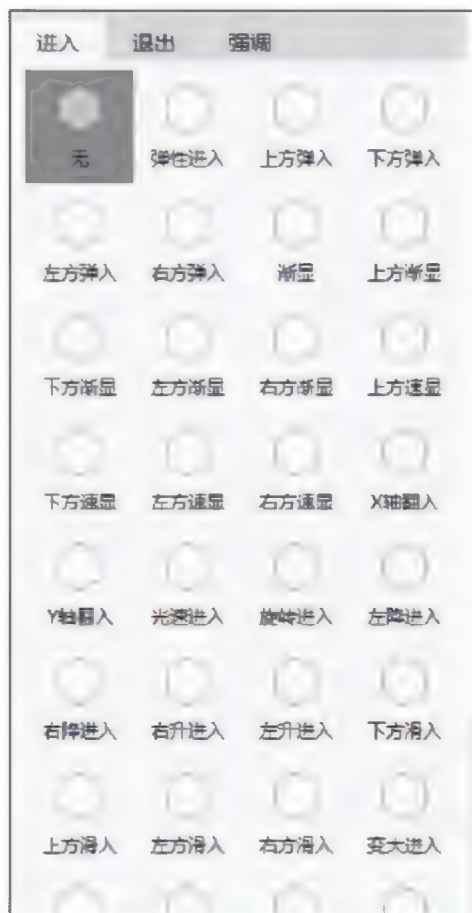 进入 退出 强调
无 弹性进入 上方弹入 下方弹入
左方弹入 右方弹入 渐显 上方渐显
下方渐显 左方渐显 右方渐显 上方速显
下方速显 左方速显 右方速显 X轴翻入
Y轴翻入 光速进入 旋转进入 左降进入
右降进入 右升进入 左升进入 下方滑入
上方滑入 左方滑入 右方滑入 变大进入